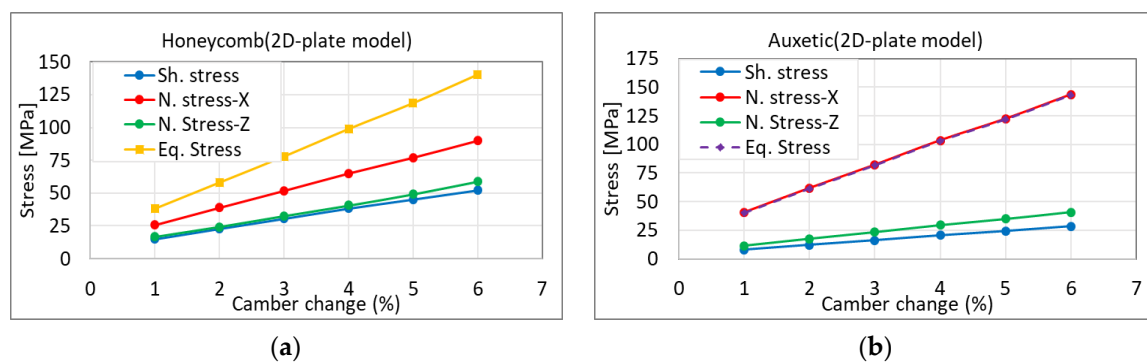 Honeycomb(2D-plate model)
150
125
100
75
50
25
0
Stress [MPa]
Sh. stress
N. stress-X
N. Stress-Z
Eq. Stress
0 1 2 3 4 5 6 7
Camber change (%)
(a)
Auxetic(2D-plate model)
175
150
125
100
75
50
25
0
Stress [MPa]
Sh. stress
N. stress-X
N. Stress-Z
Eq. Stress
0 1 2 3 4 5 6 7
Camber change (%)
(b)